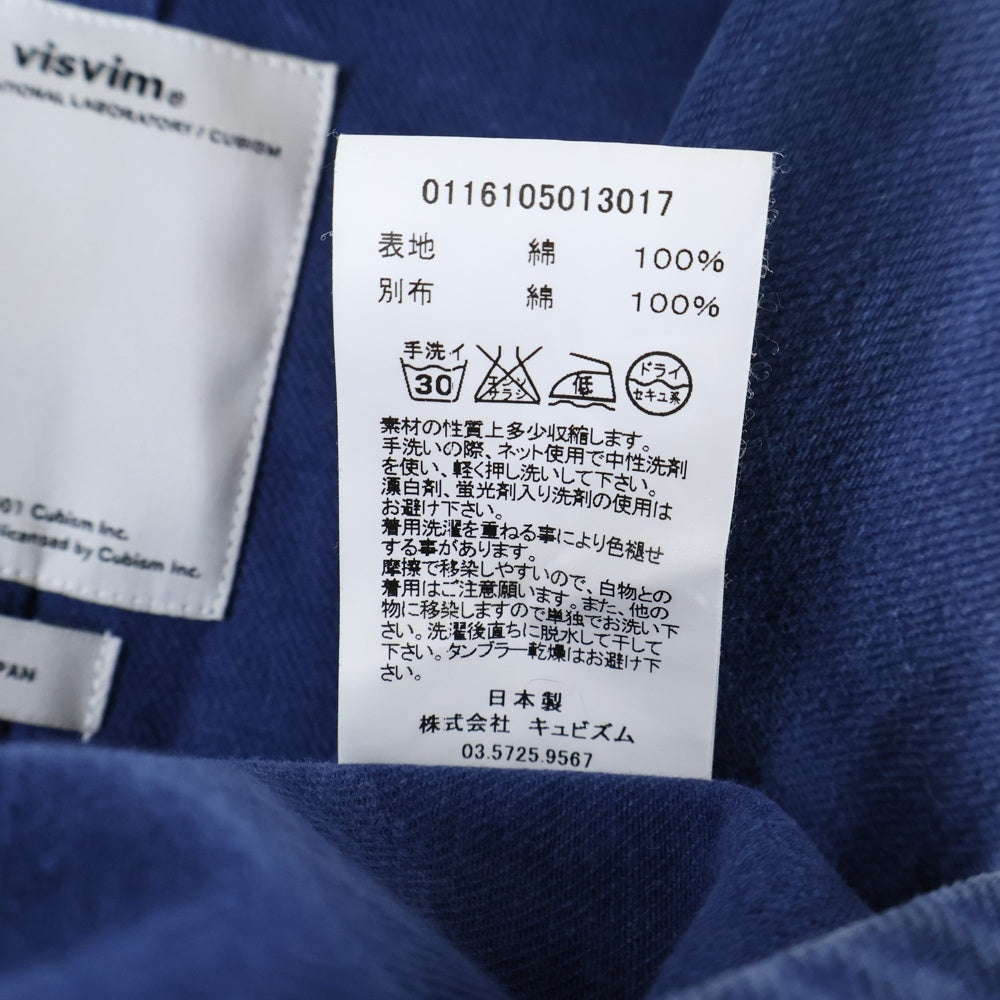 visvim®
LABORATORY / CUBISM
Cubism Inc.
licensed by Cubism Inc.
0116105013017
表地 綿 100%
別布 綿 100%
手洗イ
30
エンソ
サラシ
低
ドライ
セキユ系
素材の性質上多少収縮します。
手洗いの際、ネット使用で中性洗剤
を使い、軽く押し洗いして下さい。
漂白剤、蛍光剤入り洗剤の使用は
お避け下さい。
着用洗濯を重ねる事により色褪せ
する事があります。
摩擦で移染しやすいので、白物との
着用はご注意願います。また、他の
物に移染しますので単独でお洗い下
さい。洗濯後直ちに脱水して干して
下さい。タンブラー乾燥はお避け下
さい。
日本製
株式会社 キュビズム
03.5725.9567